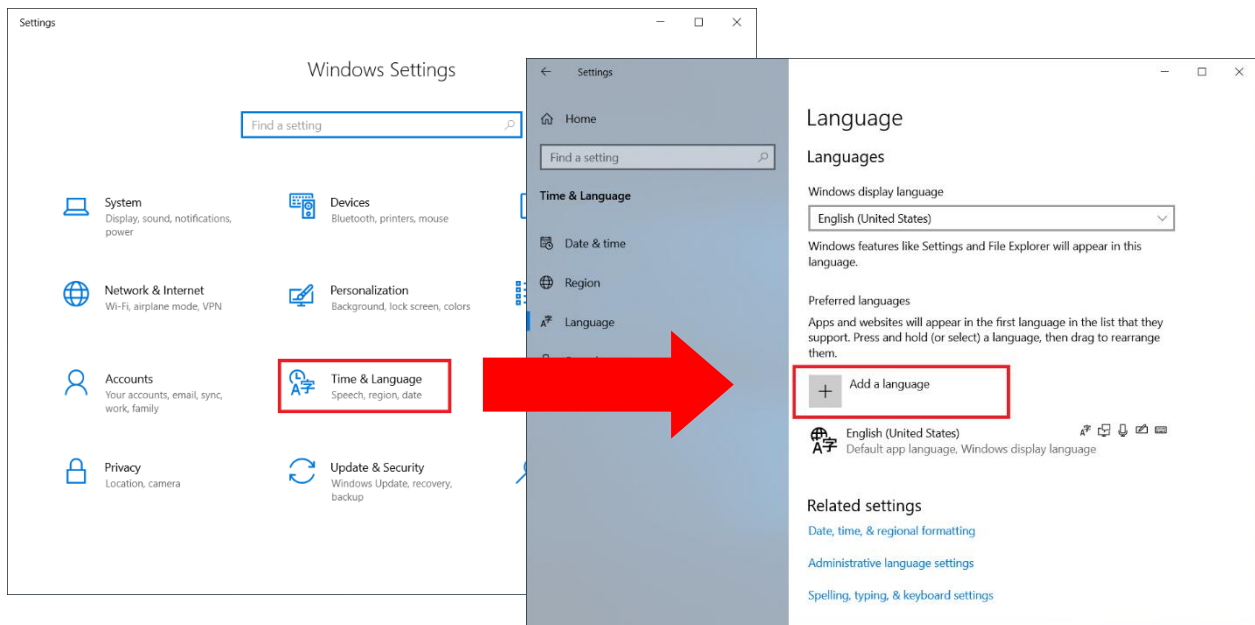 Settings
Windows Settings
Find a setting
System
Display, sound, notifications,
power
Devices
Bluetooth, printers, mouse
Network & Internet
Wi-Fi, airplane mode, VPN
Personalization
Background, lock screen, colors
Accounts
Your accounts, email, sync,
work, family
Time & Language
Speech, region, date
Privacy
Location, camera
Update & Security
Windows Update, recovery,
backup
Settings
Home
Find a setting
Time & Language
Date & time
Region
Language
Language
Languages
Windows display language
English (United States)
Windows features like Settings and File Explorer will appear in this
language.
Preferred languages
Apps and websites will appear in the first language in the list that they
support. Press and hold (or select) a language, then drag to rearrange
them.
Add a language
English (United States)
Default app language, Windows display language
Related settings
Date, time, & regional formatting
Administrative language settings
Spelling, typing, & keyboard settings